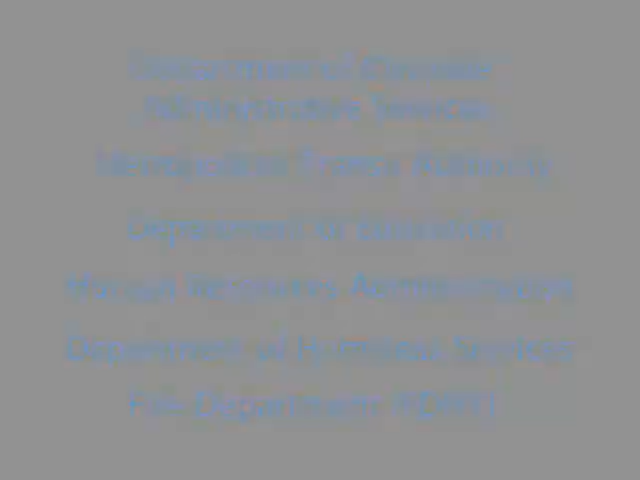 Department of Citywide
Administrative Services
Metropolitan Transit Authority
Department of Education
Human Resources Administration
Department of Homeless Services
Fire Department (FDNY)